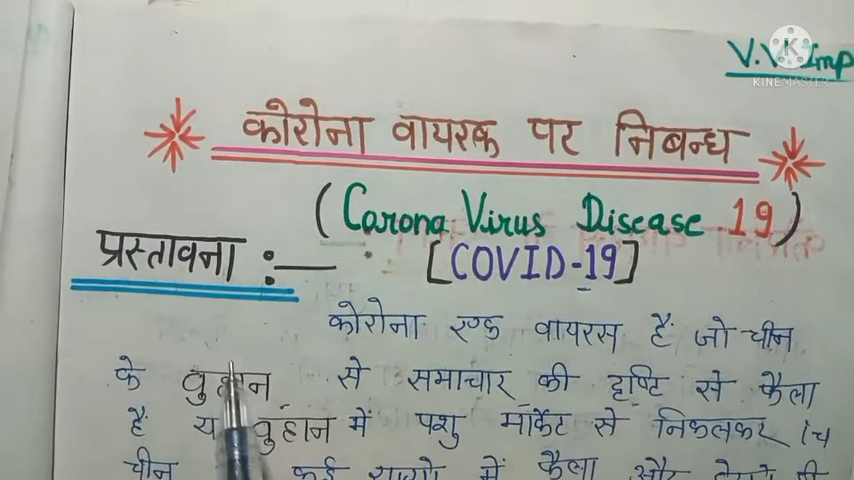 V.V. Imp
K
KINEMASTER
कोरोना वायरस पर निबन्ध
(Carona Virus Disease 19)
प्रस्तावना :—
[COVID-19]
कोरोना एक वायरस है जो चीन
के वुहान से समाचार की दृष्टि से फैला
है य वुहान में पशु मार्केट से निकलकर
चीन कई में फैला और